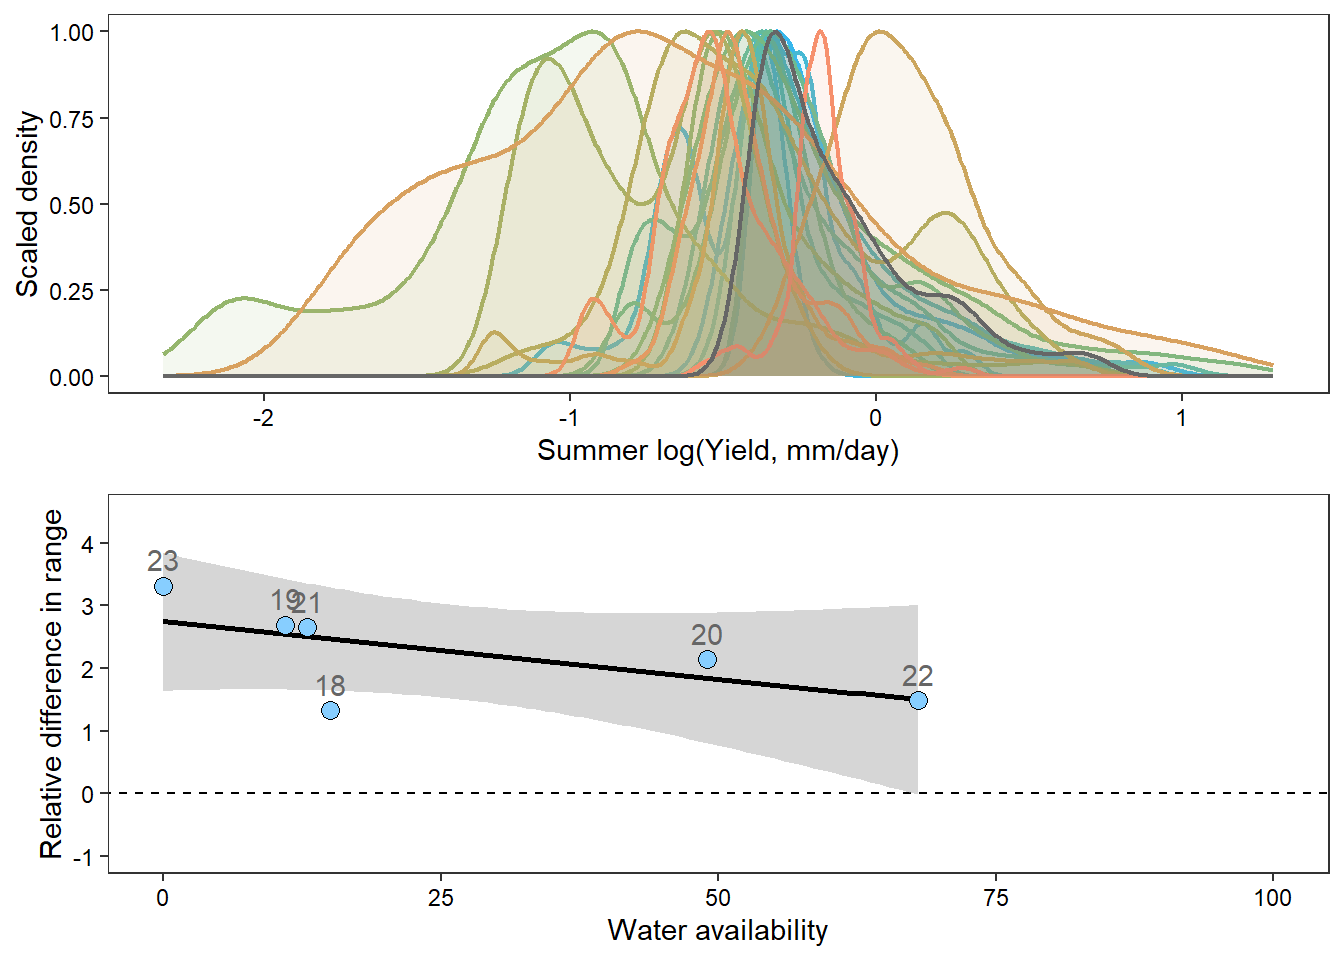 1.00
0.75
0.50
0.25
0.00
Scaled density
-2 -1 0 1
Summer log(Yield, mm/day)
4
3
2
1
0
-1
Relative difference in range
23
19
21
18
20
22
0 25 50 75 100
Water availability